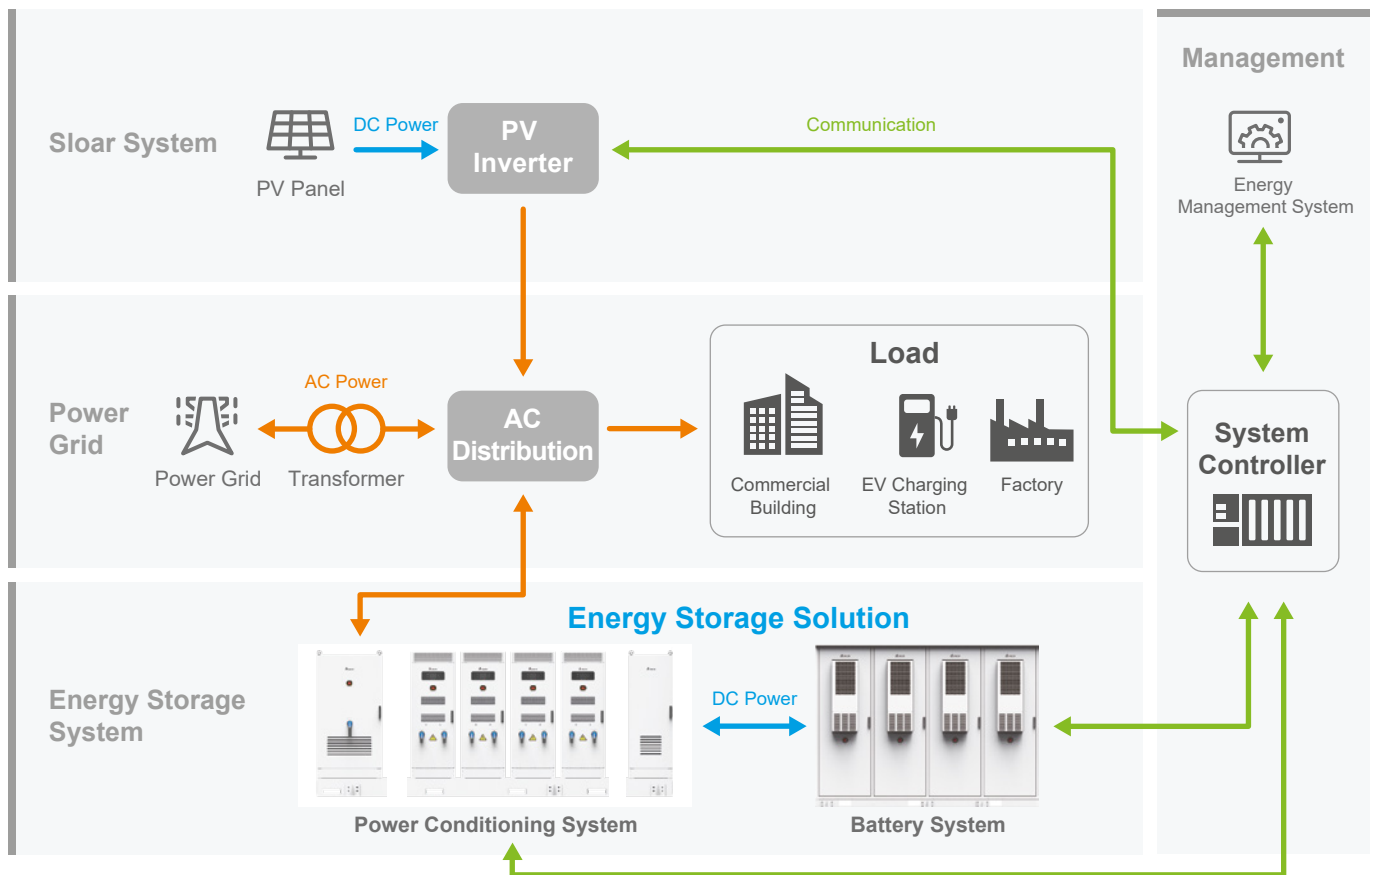 Management
Sloar System
PV Panel
DC Power
PV
Inverter
Communication
Energy
Management System
Power
Grid
Power Grid
AC Power
Transformer
AC
Distribution
Load
Commercial
Building
EV Charging
Station
Factory
System
Controller
Energy Storage Solution
Energy Storage
System
DC Power
Power Conditioning System
Battery System